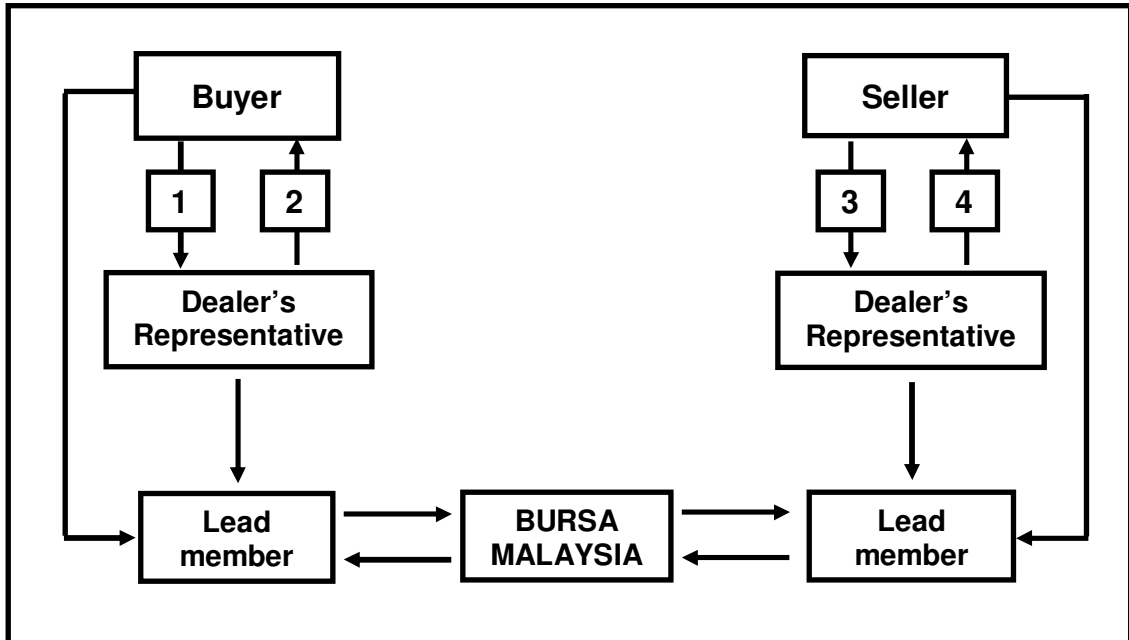 Buyer
Seller
1
2
3
4
Dealer’s
Representative
Dealer’s
Representative
Lead
member
BURSA
MALAYSIA
Lead
member